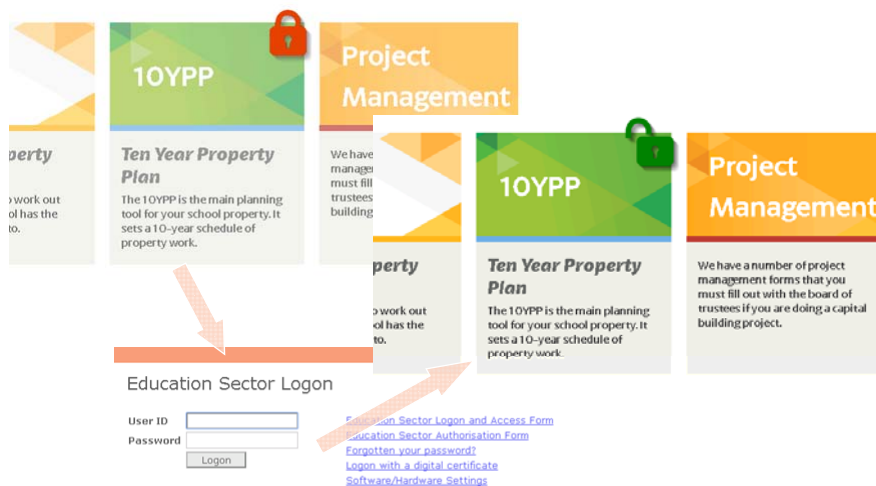 10YPP
Project
Management
perty
work out
ol has the
to.
Ten Year Property
Plan
The 10YPP is the main planning
tool for your school property. It
sets a 10-year schedule of
property work.
We have
manage
must fill
trustees
building
10YPP
Project
Management
perty
work out
ol has the
to.
Ten Year Property
Plan
The 10YPP is the main planning
tool for your school property. It
sets a 10-year schedule of
property work.
We have a number of project
management forms that you
must fill out with the board of
trustees if you are doing a capital
building project.
Education Sector Logon
User ID
Password
Logon
Education Sector Logon and Access Form
Education Sector Authorisation Form
Forgotten your password?
Logon with a digital certificate
Software/Hardware Settings